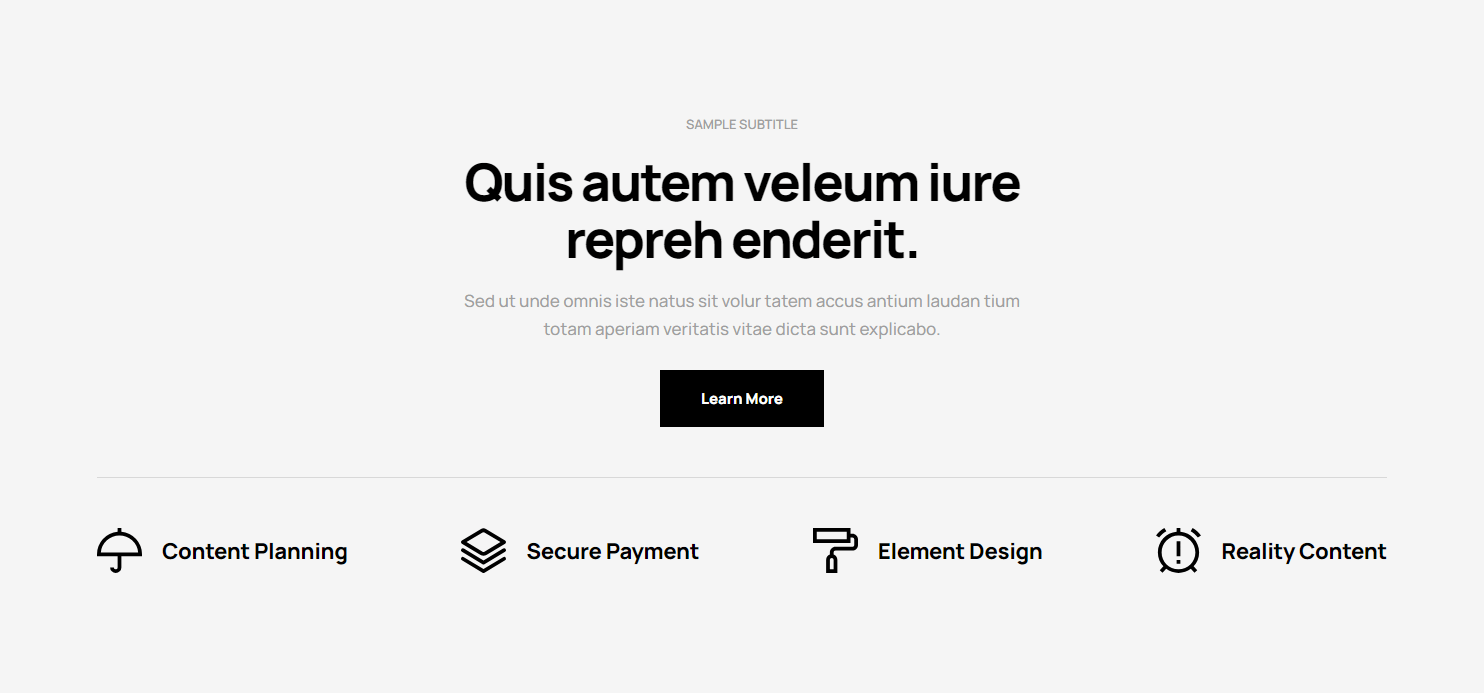 SAMPLE SUBTITLE
Quis autem veleum iure
repreh enderit.
Sed ut unde omnis iste natus sit volur tatem accus antium laudan tium
totam aperiam veritatis vitae dicta sunt explicabo.
Learn More
Content Planning
Secure Payment
Element Design
Reality Content